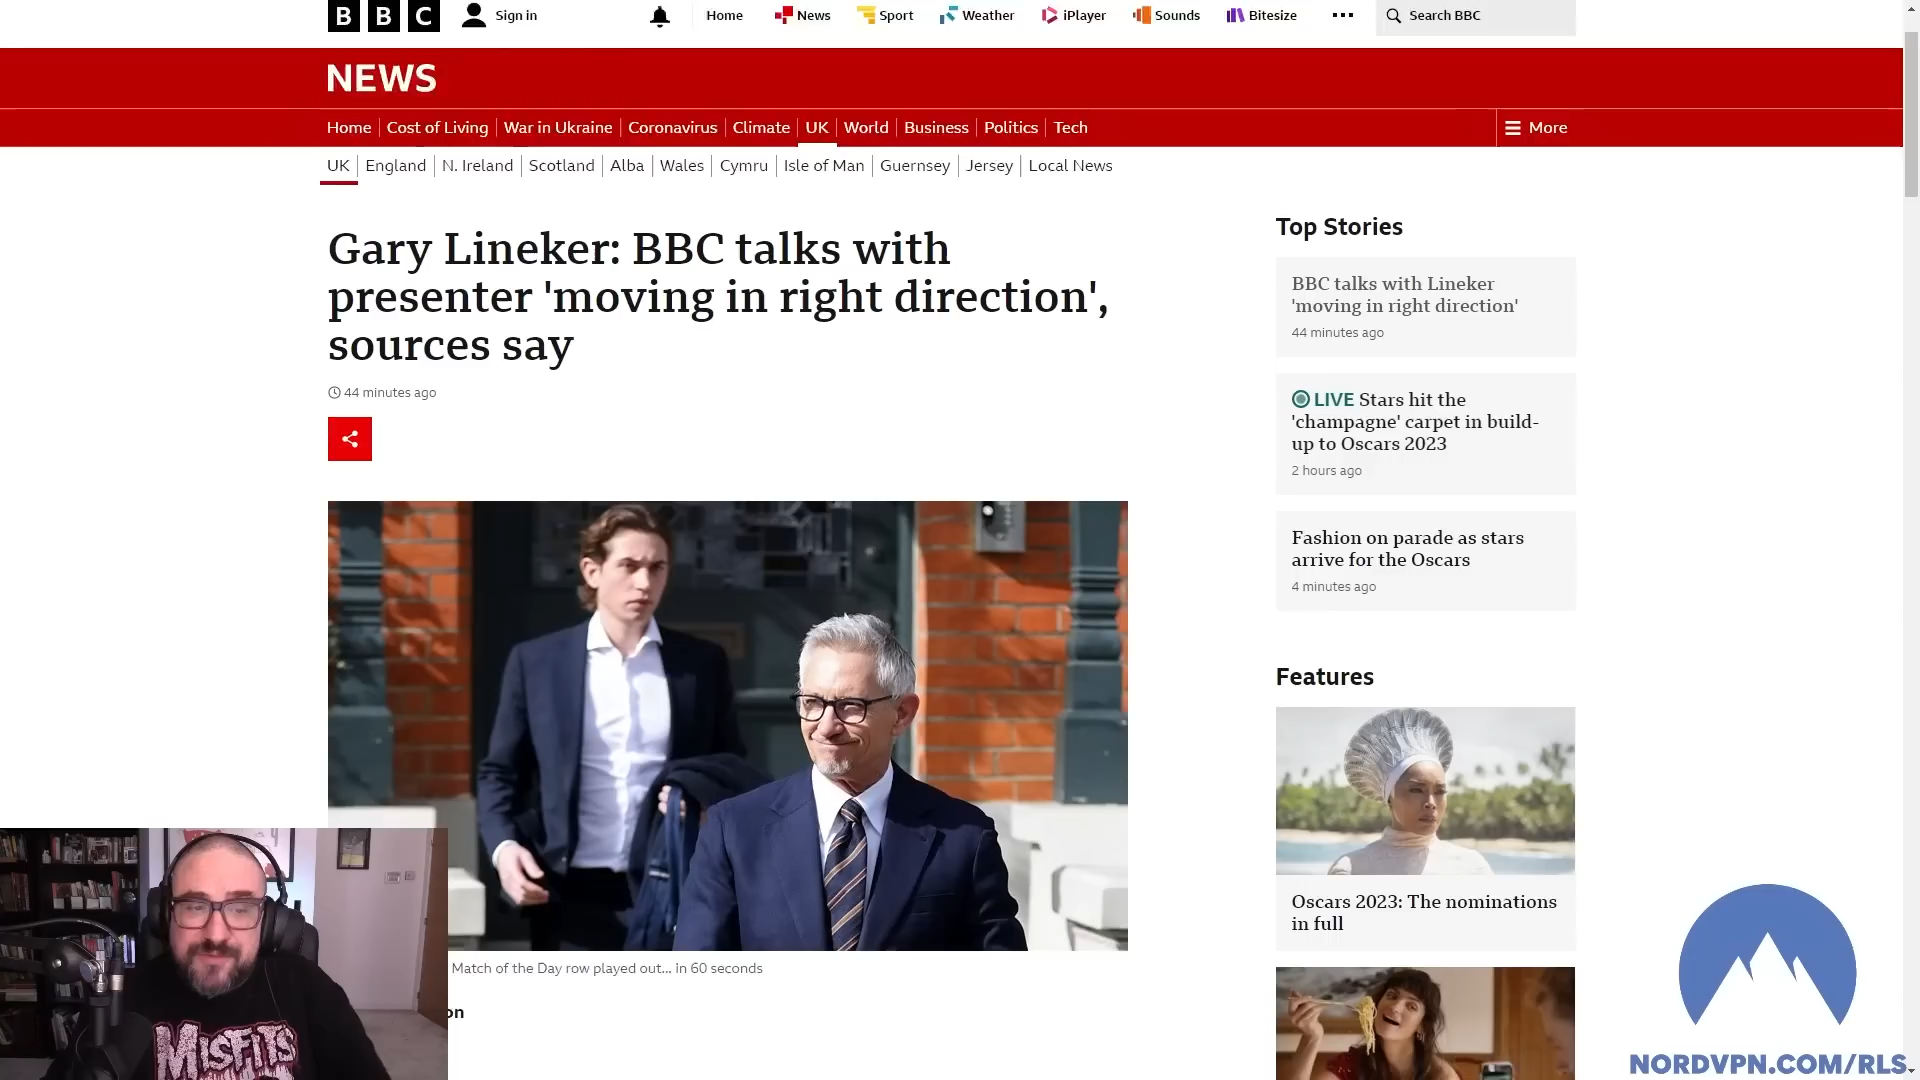 BBC
Sign in
Home
News
Sport
Weather
iPlayer
Sounds
Bitesize
Search BBC
NEWS
Home
Cost of Living
War in Ukraine
Coronavirus
Climate
UK
World
Business
Politics
Tech
More
UK
England
N. Ireland
Scotland
Alba
Wales
Cymru
Isle of Man
Guernsey
Jersey
Local News
Gary Lineker: BBC talks with
presenter 'moving in right direction',
sources say
44 minutes ago
Match of the Day row played out... in 60 seconds
on
Top Stories
BBC talks with Lineker
'moving in right direction'
44 minutes ago
LIVE Stars hit the
'champagne' carpet in build-
up to Oscars 2023
2 hours ago
Fashion on parade as stars
arrive for the Oscars
4 minutes ago
Features
Oscars 2023: The nominations
in full
MISFITS
NORDVPN.COM/RLS